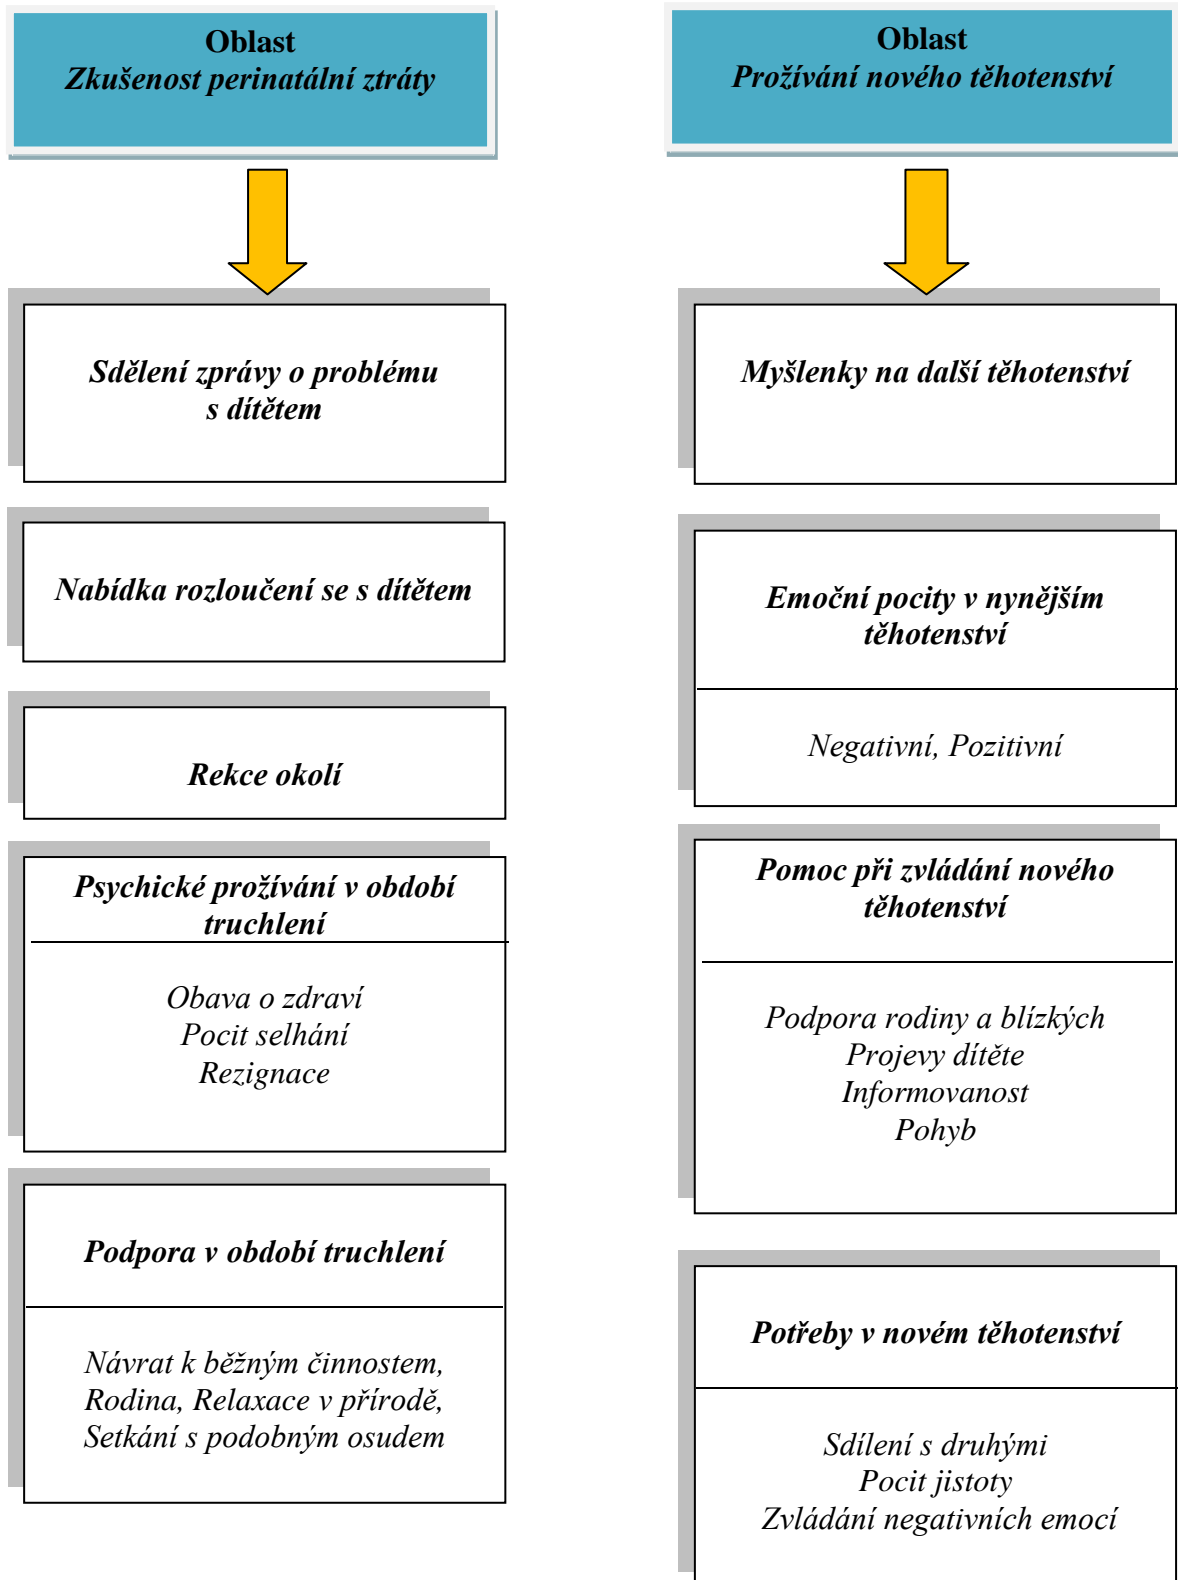 Oblast
Zkušenost perinatální ztráty
Sdělení zprávy o problému
s dítětem
Nabídka rozloučení se s dítětem
Rekce okolí
Psychické prožívání v období
truchlení
Obava o zdraví
Pocit selhání
Rezignace
Podpora v období truchlení
Návrat k běžným činnostem,
Rodina, Relaxace v přírodě,
Setkání s podobným osudem
Oblast
Prožívání nového těhotenství
Myšlenky na další těhotenství
Emoční pocity v nynějším
těhotenství
Negativní, Pozitivní
Pomoc při zvládání nového
těhotenství
Podpora rodiny a blízkých
Projevy dítěte
Informovanost
Pohyb
Potřeby v novém těhotenství
Sdílení s druhými
Pocit jistoty
Zvládání negativních emocí